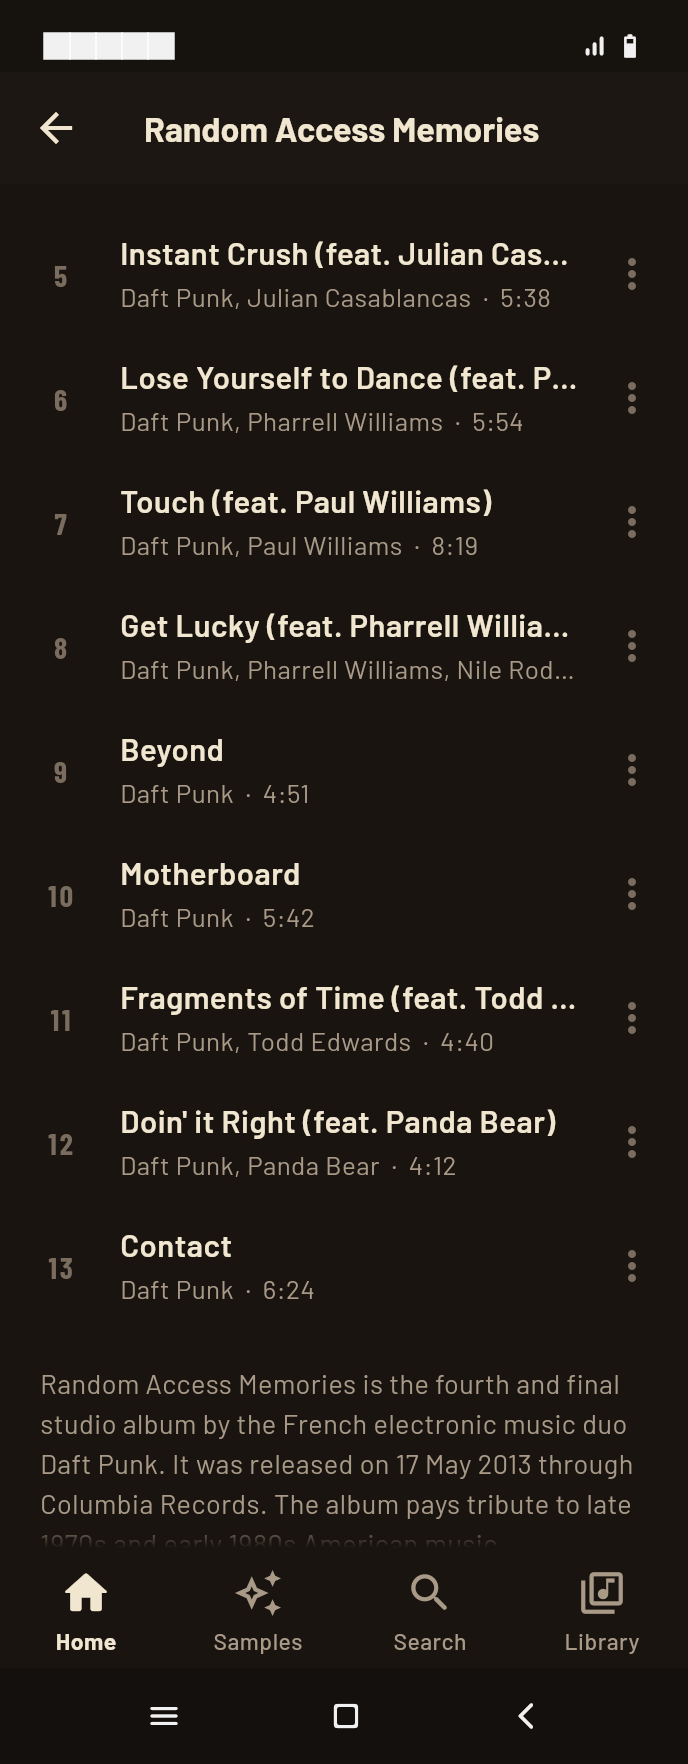 Random Access Memories
5
Instant Crush (feat. Julian Cas...
Daft Punk, Julian Casablancas · 5:38
6
Lose Yourself to Dance (feat. P...
Daft Punk, Pharrell Williams · 5:54
7
Touch (feat. Paul Williams)
Daft Punk, Paul Williams · 8:19
8
Get Lucky (feat. Pharrell Willia...
Daft Punk, Pharrell Williams, Nile Rod...
9
Beyond
Daft Punk · 4:51
10
Motherboard
Daft Punk · 5:42
11
Fragments of Time (feat. Todd ...
Daft Punk, Todd Edwards · 4:40
12
Doin' it Right (feat. Panda Bear)
Daft Punk, Panda Bear · 4:12
13
Contact
Daft Punk · 6:24
Random Access Memories is the fourth and final
studio album by the French electronic music duo
Daft Punk. It was released on 17 May 2013 through
Columbia Records. The album pays tribute to late
1970s and early 1980s American music
Home
Samples
Search
Library